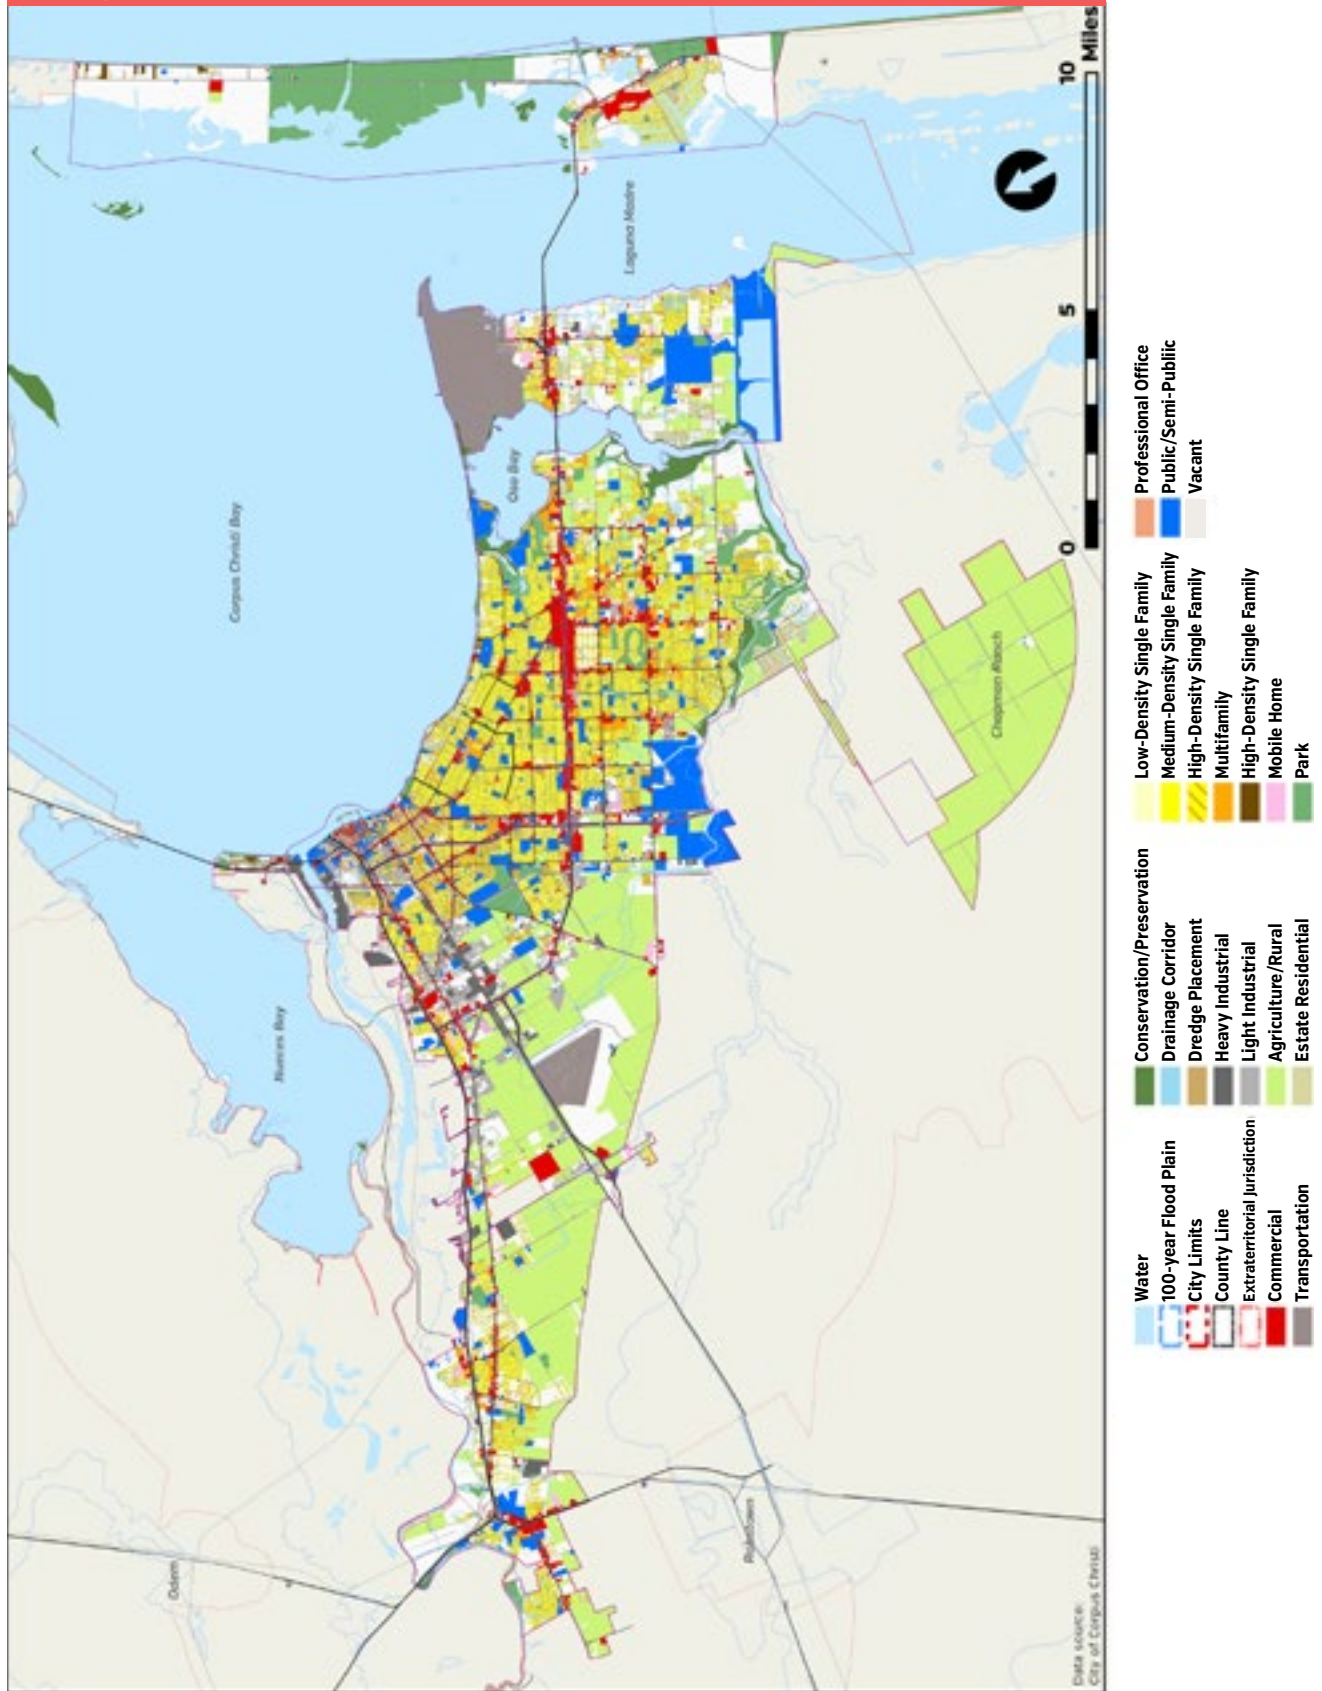 Corpus Christi Bay
Nueces Bay
Oso Bay
Laguna Madre
Chapman Ranch
Odem
Robstown
0
5
10 Miles
Data source:
City of Corpus Christi
Water
100-year Flood Plain
City Limits
County Line
Extraterritorial Jurisdiction
Commercial
Transportation
Conservation/Preservation
Drainage Corridor
Dredge Placement
Heavy Industrial
Light Industrial
Agriculture/Rural
Estate Residential
Low-Density Single Family
Medium-Density Single Family
High-Density Single Family
Multifamily
High-Density Single Family
Mobile Home
Park
Professional Office
Public/Semi-Publiic
Vacant